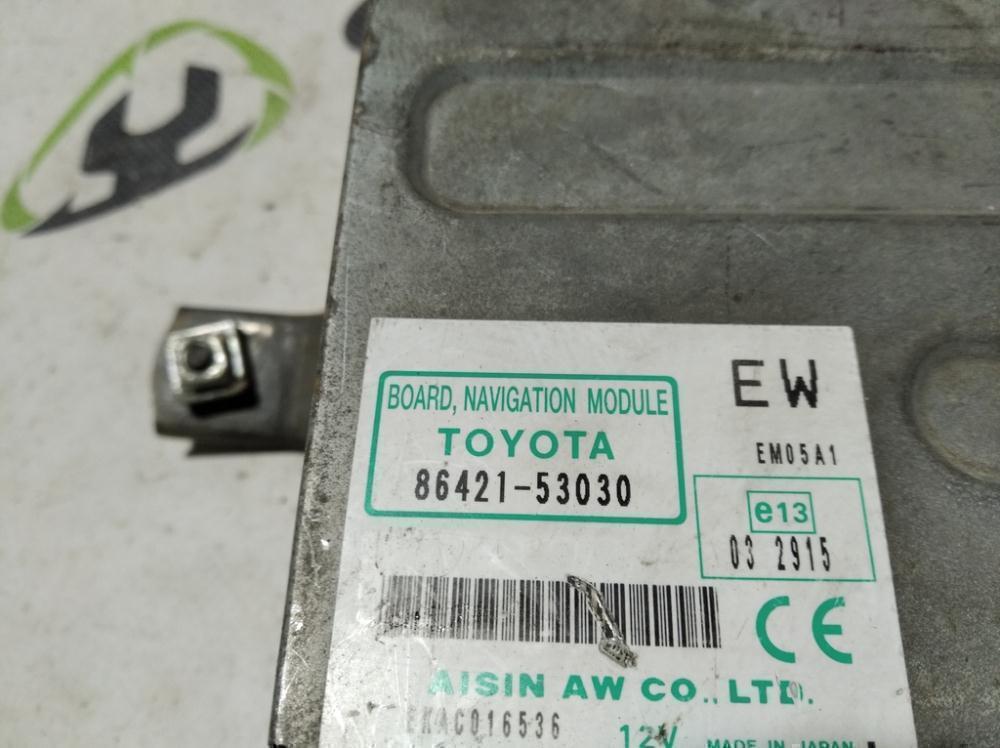 EW
BOARD, NAVIGATION MODULE
TOYOTA
86421-53030
EM05A1
e13
03 2915
CE
AISIN AW CO., LTD.
12V
MADE IN JAPAN